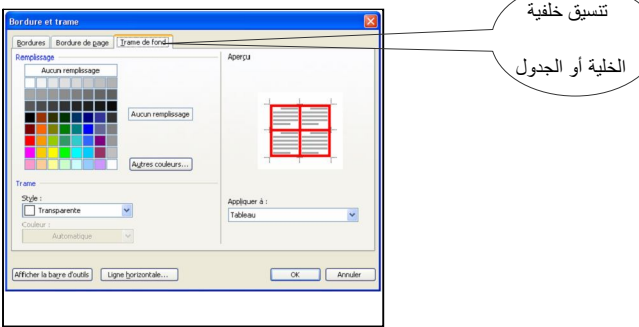 Bordure et trame
Bordures
Bordure de page
Trame de fond
Remplissage
Aucun remplissage
Aucun remplissage
Autres couleurs...
Trame
Style :
Transparente
Couleur :
Automatique
Aperçu
Appliquer à :
Tableau
Afficher la barre d'outils
Ligne horizontale...
OK
Annuler
تنسيق خلفية
الخلية أو الجدول